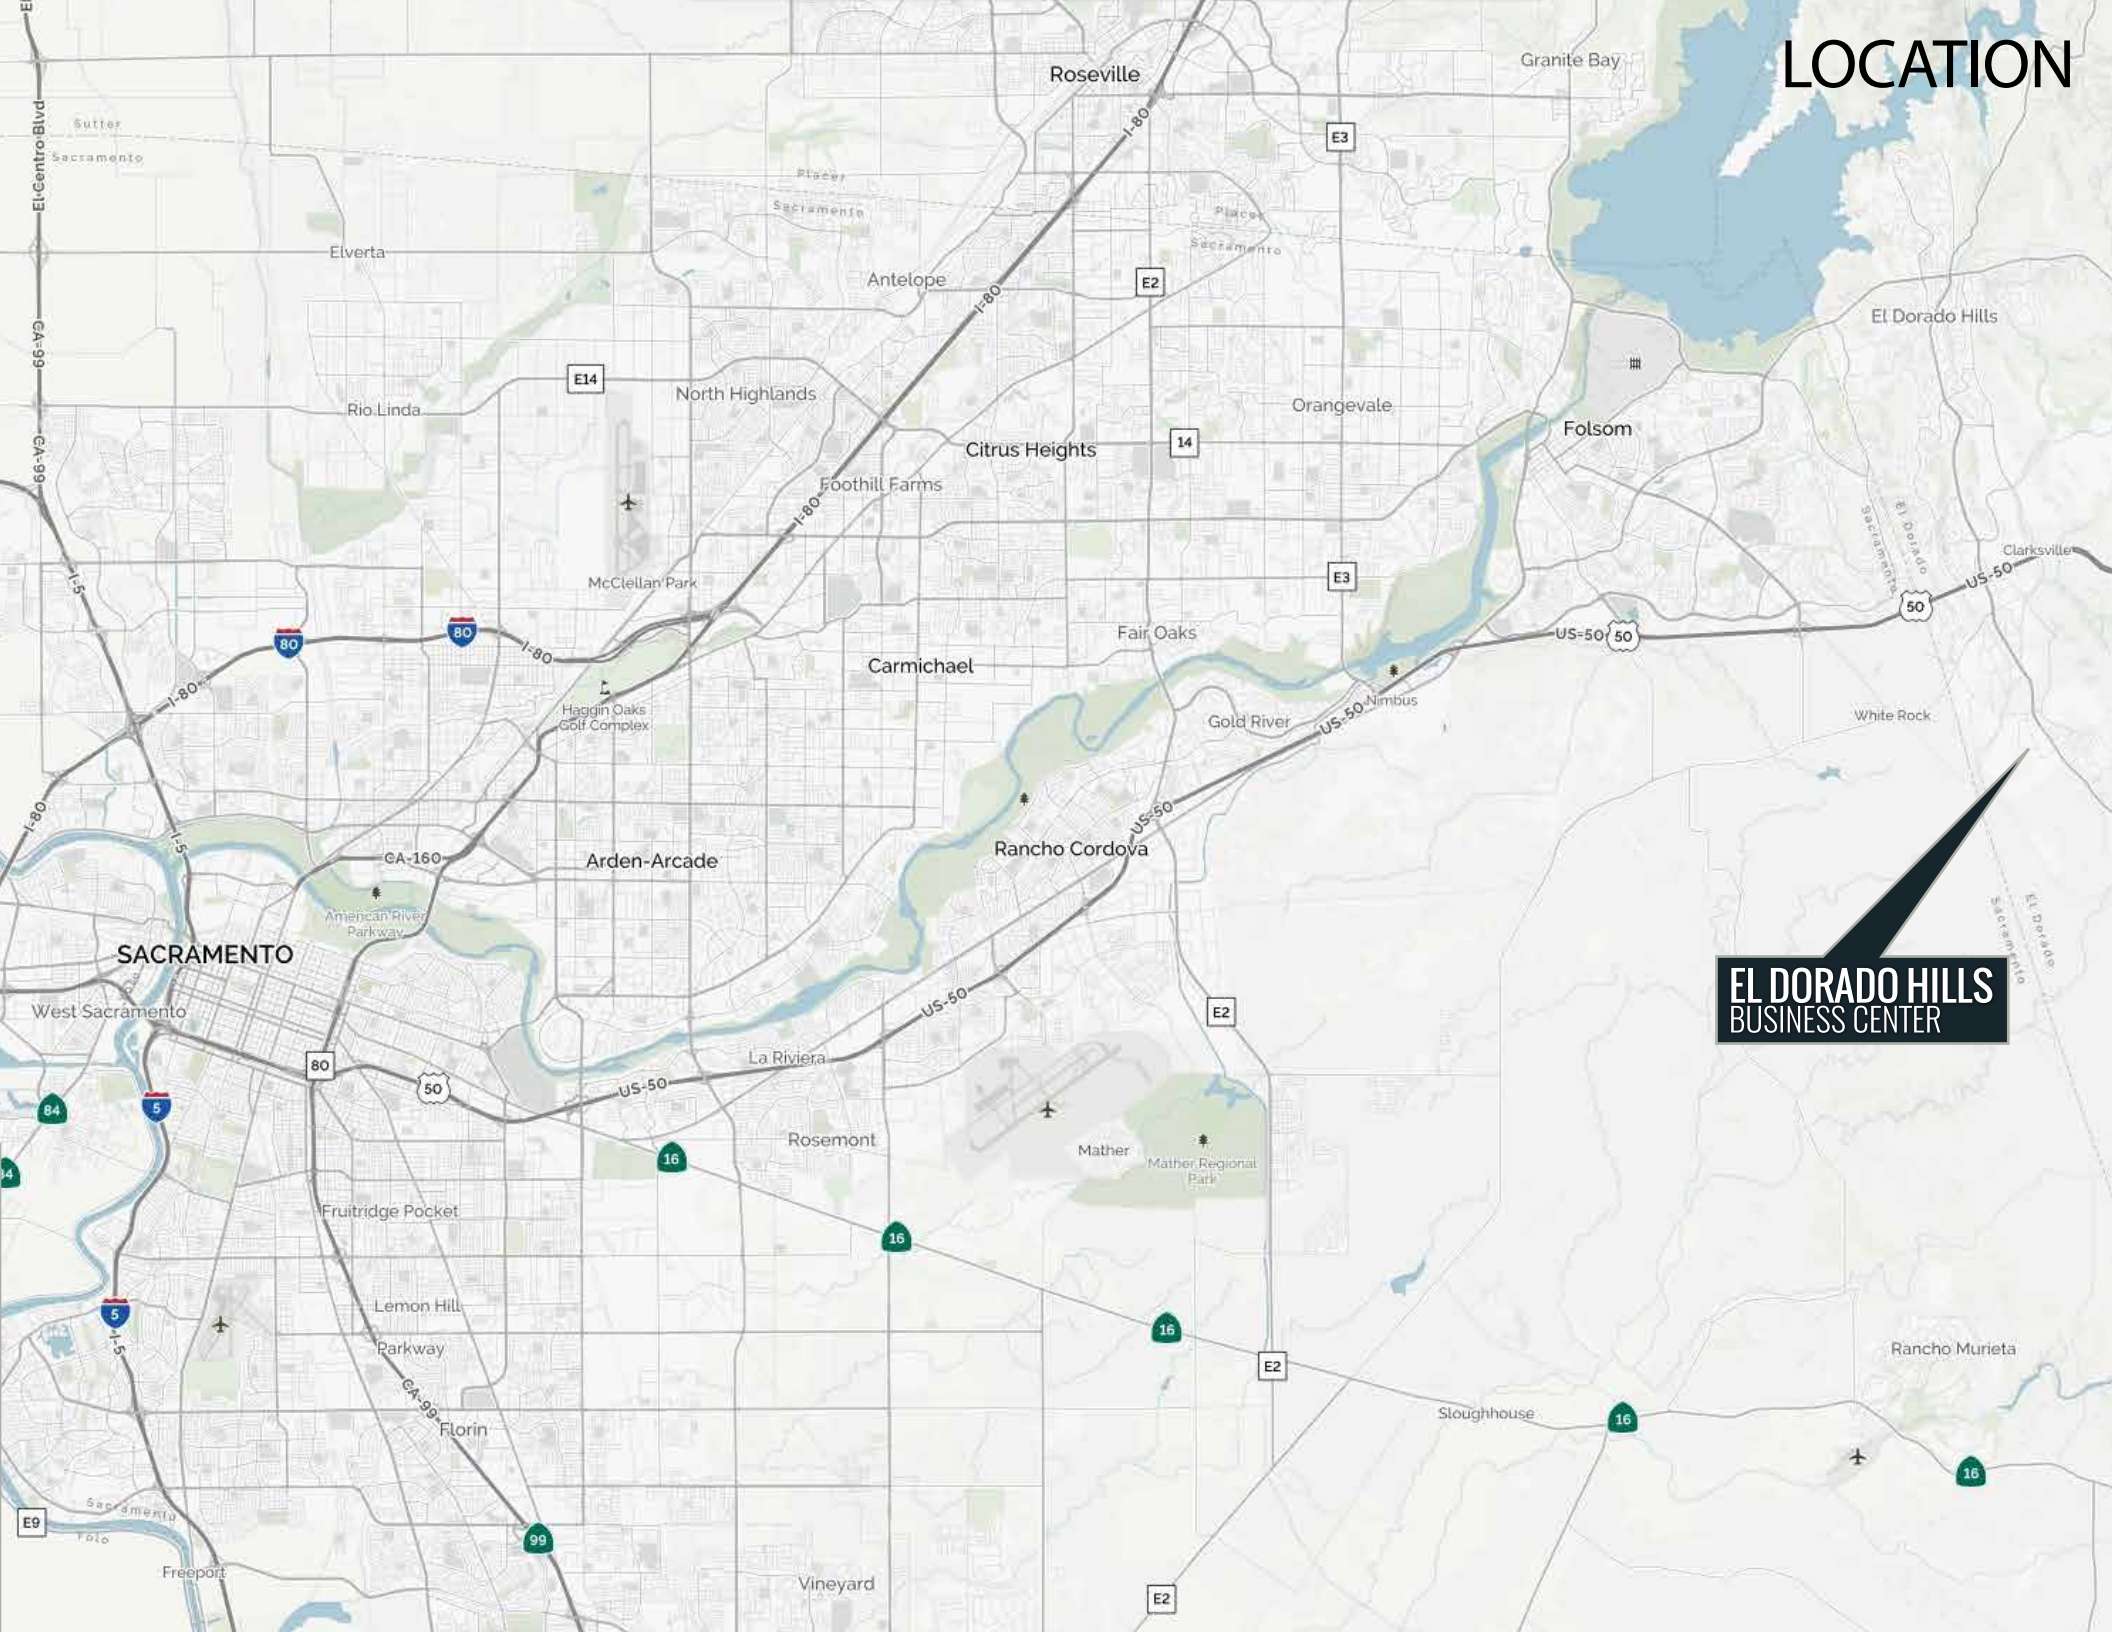 LOCATION
Granite Bay
Roseville
I-80
El Centro Blvd
Sutter
Sacramento
E3
Placer
Sacramento
Placer
Sacramento
Elverta
Antelope
E2
I-80
El Dorado Hills
CA-99
E14
North Highlands
Rio Linda
Orangevale
Folsom
CA-99
Citrus Heights
14
Foothill Farms
I-80
El Dorado
Sacramento
Clarksville
US-50
I-5
McClellan Park
E3
50
80
80
I-80
Fair Oaks
US-50
50
Carmichael
I-80
Haggin Oaks
Golf Complex
Nimbus
Gold River
US-50
White Rock
I-80
I-5
US-50
Rancho Cordova
CA-160
Arden-Arcade
American River
Parkway
SACRAMENTO
El Dorado
Sacramento
EL DORADO HILLS
BUSINESS CENTER
West Sacramento
US-50
E2
80
La Riviera
50
US-50
84
5
16
Rosemont
Mather
Mather Regional
Park
84
Fruitridge Pocket
16
5
I-5
Lemon Hill
16
Parkway
E2
Rancho Murieta
CA-99
Florin
Sloughhouse
16
16
E9
Sacramento
Yolo
99
Freeport
Vineyard
E2